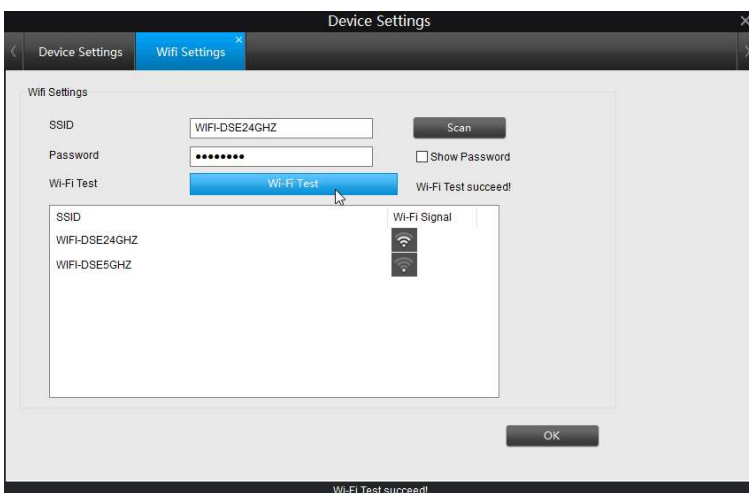 Device Settings
Device Settings Wifi Settings
Wifi Settings
SSID WIFI-DSE24GHZ Scan
Password •••••••• Show Password
Wi-Fi Test Wi-Fi Test Wi-Fi Test succeed!
SSID Wi-Fi Signal
WIFI-DSE24GHZ
WIFI-DSE5GHZ
OK
Wi-Fi Test succeed!